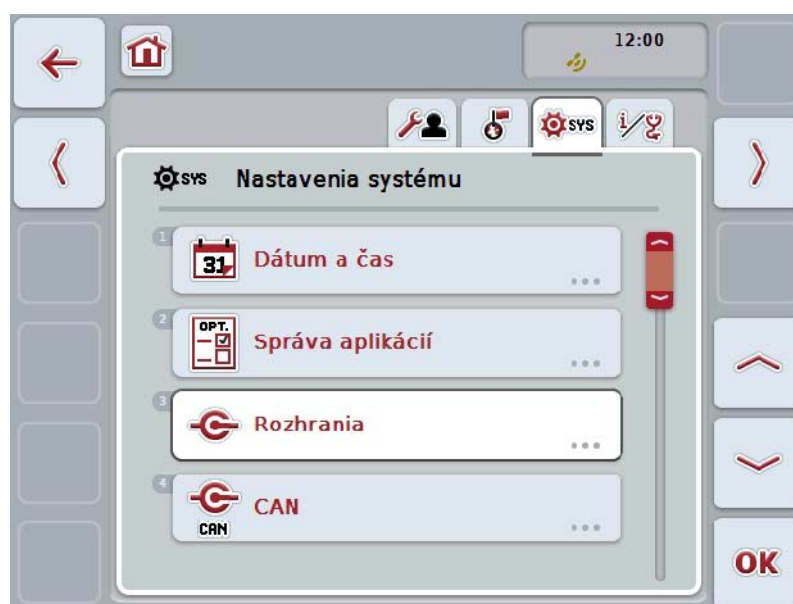 12:00
SYS
i/
SYS Nastavenia systému
1
31
Dátum a čas
2
OPT.
Správa aplikácií
3
Rozhrania
4
CAN
CAN
OK